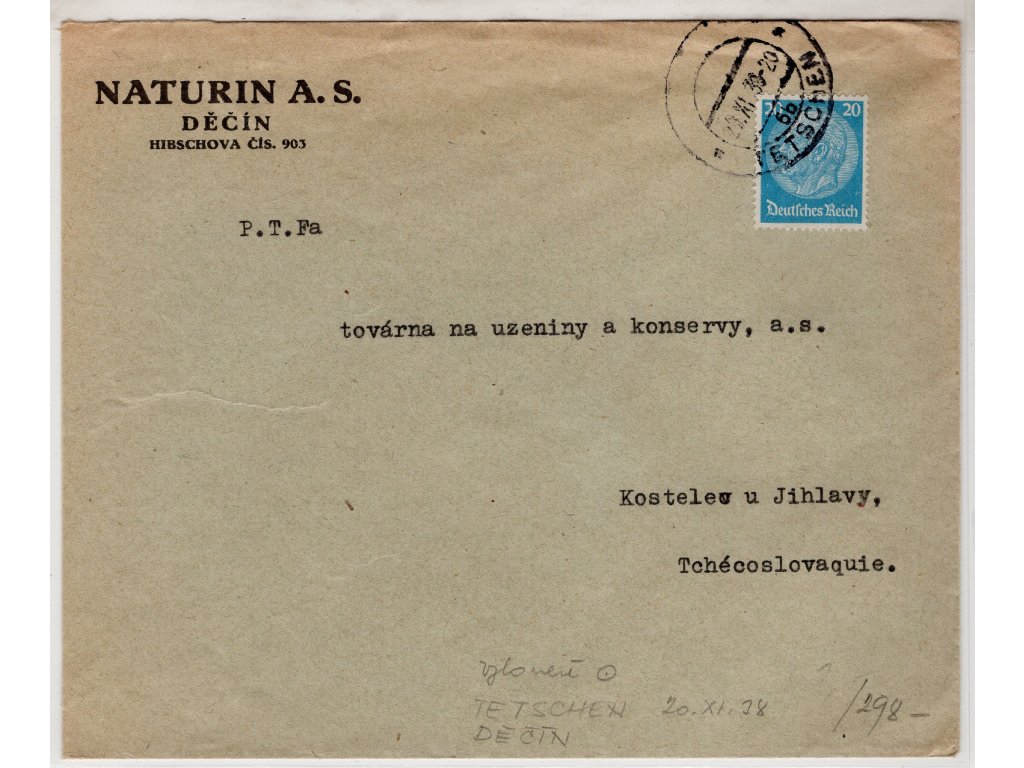 NATURIN A. S.
DĚČÍN
HIBSCHOVA ČÍS. 903
TETSCHEN
20 20
Deutsches Reich
P.T.Fa
továrna na uzeniny a konservy, a.s.
Kostelec u Jihlavy,
Tchécoslovaquie.
TETSCHEN 20.XI.38
/298-
DĚČÍN